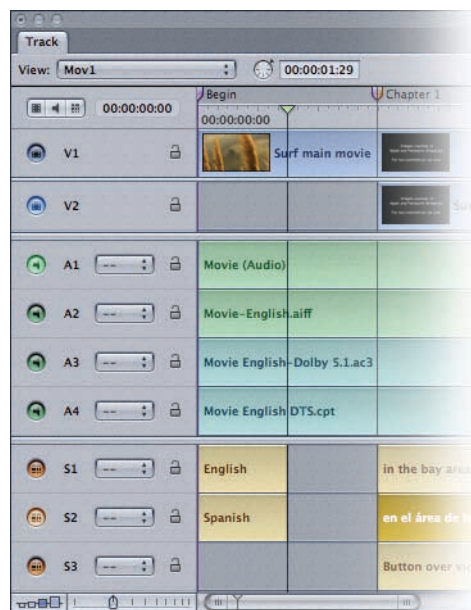 Track
View: Mov1 00:00:01:29
00:00:00:00 Begin Chapter 1
00:00:00:00
V1 Surf main movie
V2
A1 -- Movie (Audio)
A2 -- Movie-English.aiff
A3 -- Movie English-Dolby 5.1.ac3
A4 -- Movie English DTS.cpt
S1 -- English in the bay area
S2 -- Spanish en el área de
S3 -- Button over